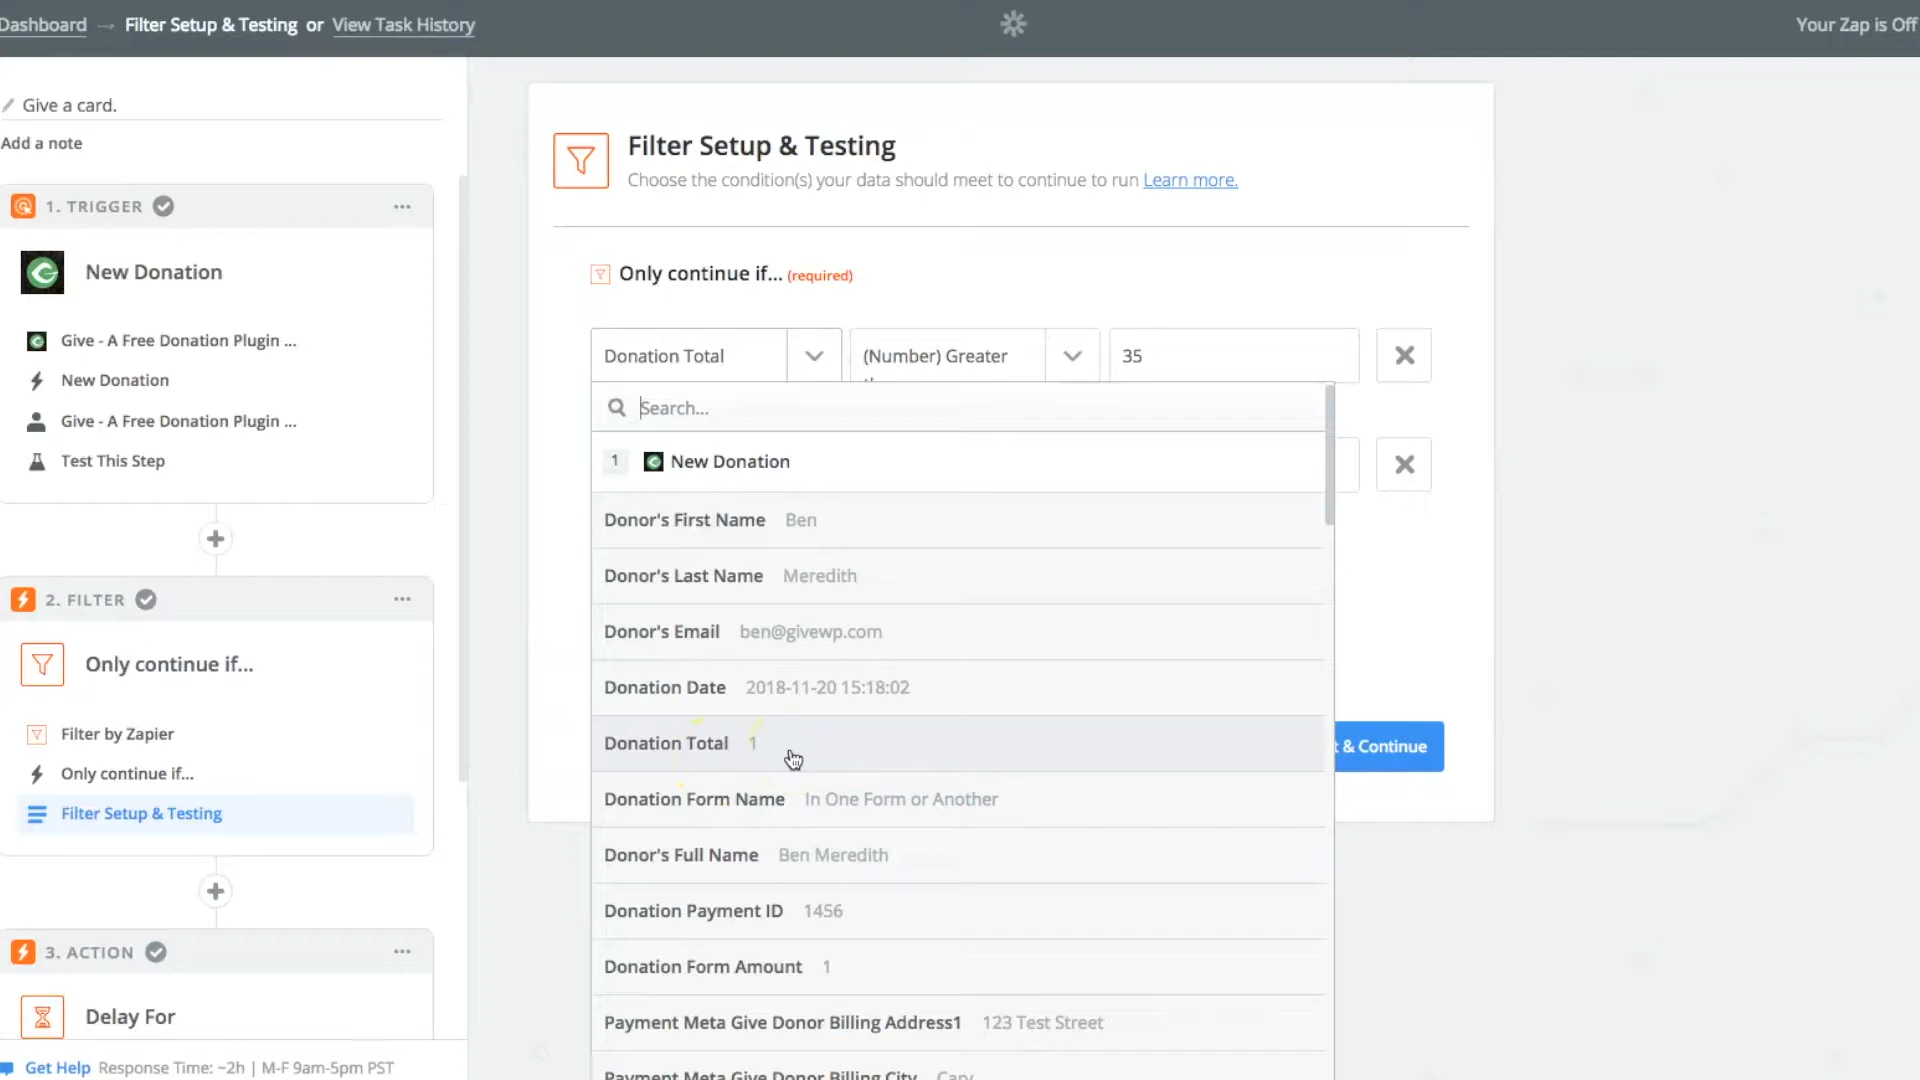 Dashboard → Filter Setup & Testing or View Task History
Your Zap is Off
Give a card.
Add a note
1. TRIGGER
New Donation
Give - A Free Donation Plugin ...
New Donation
Give - A Free Donation Plugin ...
Test This Step
2. FILTER
Only continue if...
Filter by Zapier
Only continue if...
Filter Setup & Testing
3. ACTION
Delay For
Get Help Response Time: ~2h | M-F 9am-5pm PST
Filter Setup & Testing
Choose the condition(s) your data should meet to continue to run Learn more.
Only continue if... (required)
Donation Total (Number) Greater 35
Search...
1 New Donation
Donor's First Name Ben
Donor's Last Name Meredith
Donor's Email ben@givewp.com
Donation Date 2018-11-20 15:18:02
Donation Total 1
& Continue
Donation Form Name In One Form or Another
Donor's Full Name Ben Meredith
Donation Payment ID 1456
Donation Form Amount 1
Payment Meta Give Donor Billing Address1 123 Test Street
Payment Meta Give Donor Billing City Cary